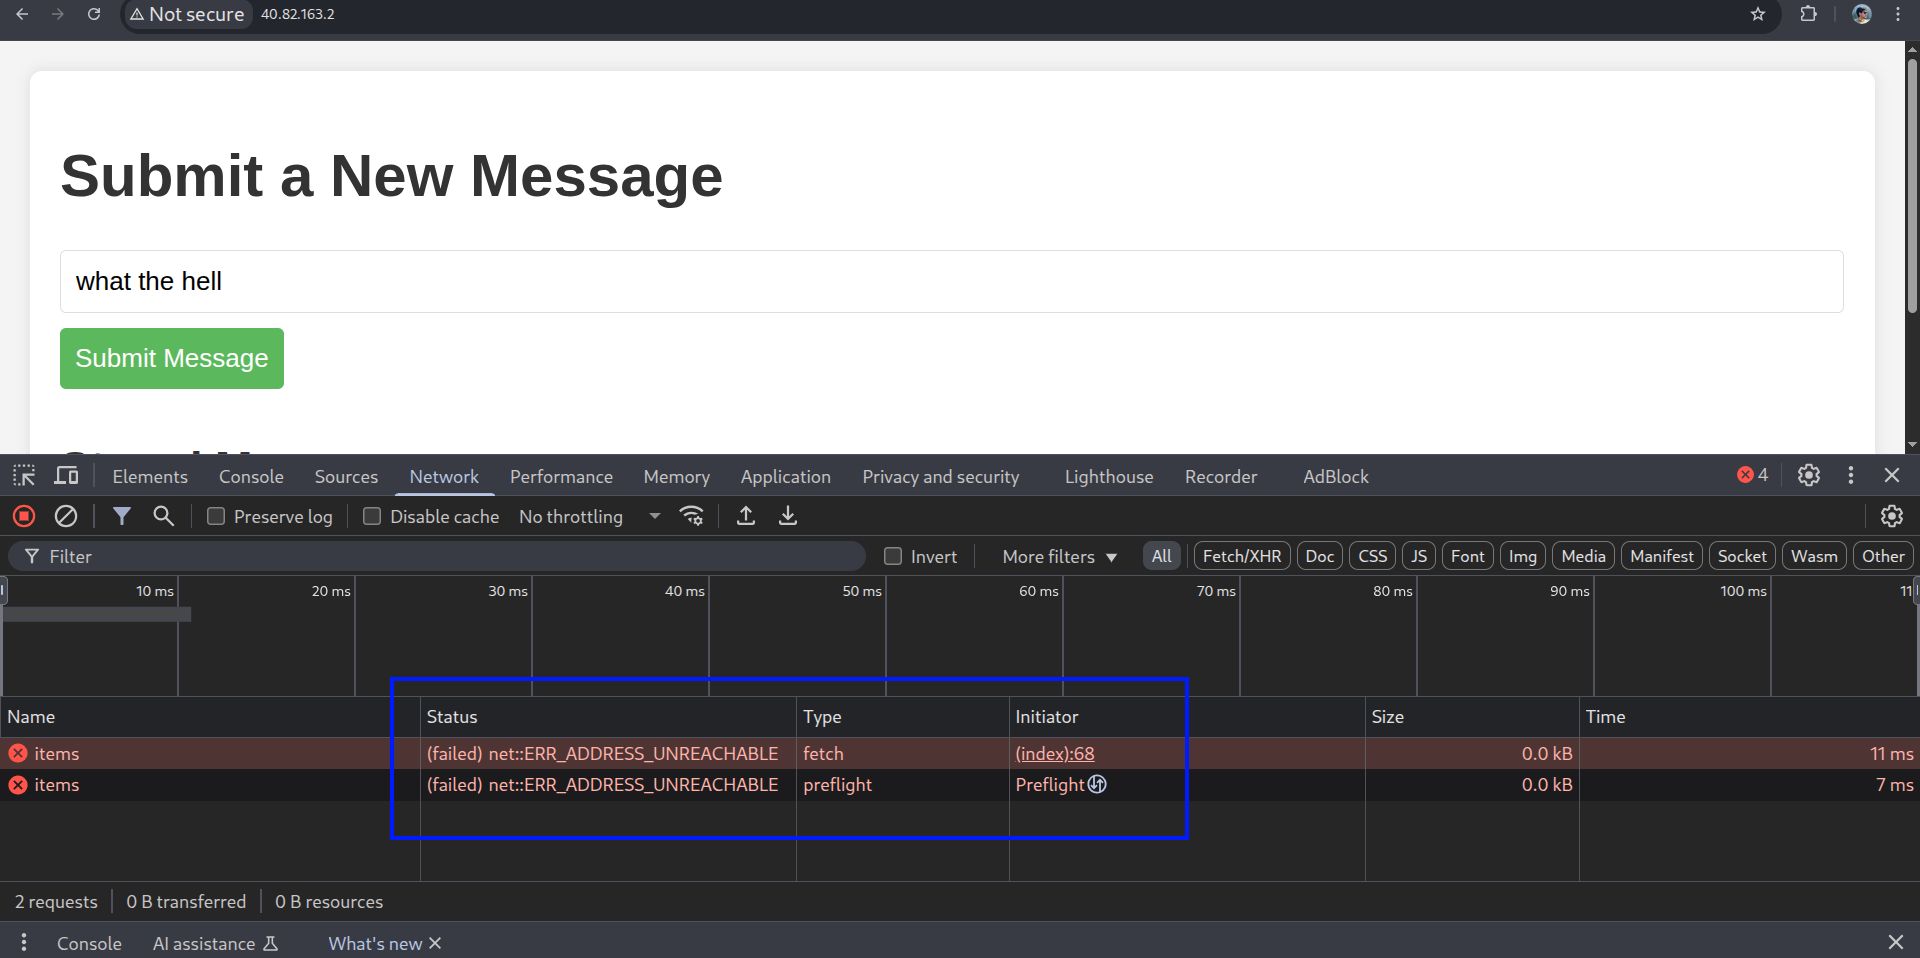 Not secure 40.82.163.2
Submit a New Message
what the hell
Submit Message
Elements Console Sources Network Performance Memory Application Privacy and security Lighthouse Recorder AdBlock 4
Preserve log Disable cache No throttling
Filter Invert More filters All Fetch/XHR Doc CSS JS Font Img Media Manifest Socket Wasm Other
10 ms 20 ms 30 ms 40 ms 50 ms 60 ms 70 ms 80 ms 90 ms 100 ms 11
Name Status Type Initiator Size Time
items (failed) net::ERR_ADDRESS_UNREACHABLE fetch (index):68 0.0 kB 11 ms
items (failed) net::ERR_ADDRESS_UNREACHABLE preflight Preflight 0.0 kB 7 ms
2 requests 0 B transferred 0 B resources
Console AI assistance What's new